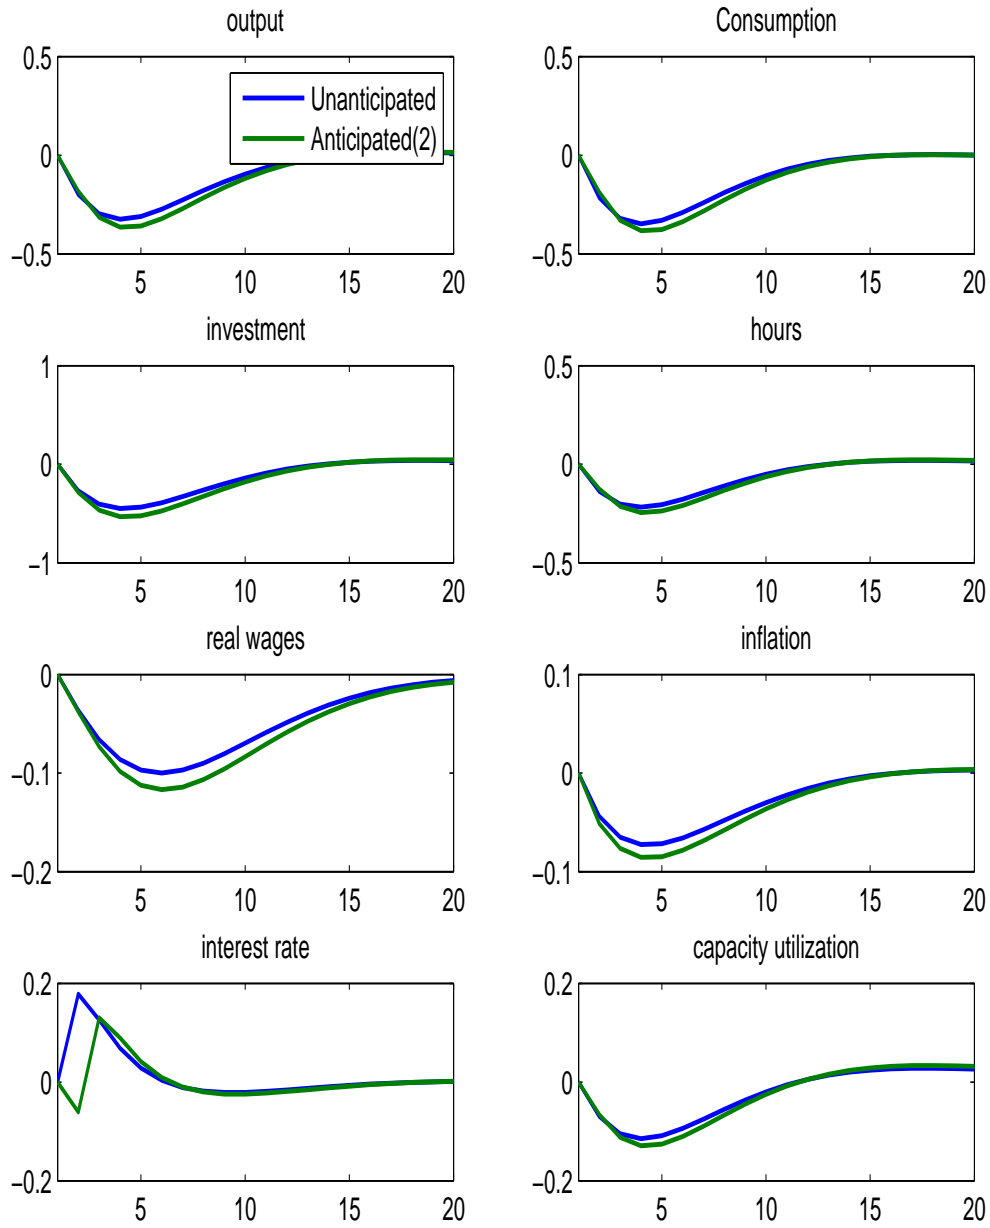 output
0.5
0
−0.5
5 10 15 20
Unanticipated
Anticipated(2)
Consumption
0.5
0
−0.5
5 10 15 20
investment
1
0
−1
5 10 15 20
hours
0.5
0
−0.5
5 10 15 20
real wages
0
−0.1
−0.2
5 10 15 20
inflation
0.1
0
−0.1
5 10 15 20
interest rate
0.2
0
−0.2
5 10 15 20
capacity utilization
0.2
0
−0.2
5 10 15 20